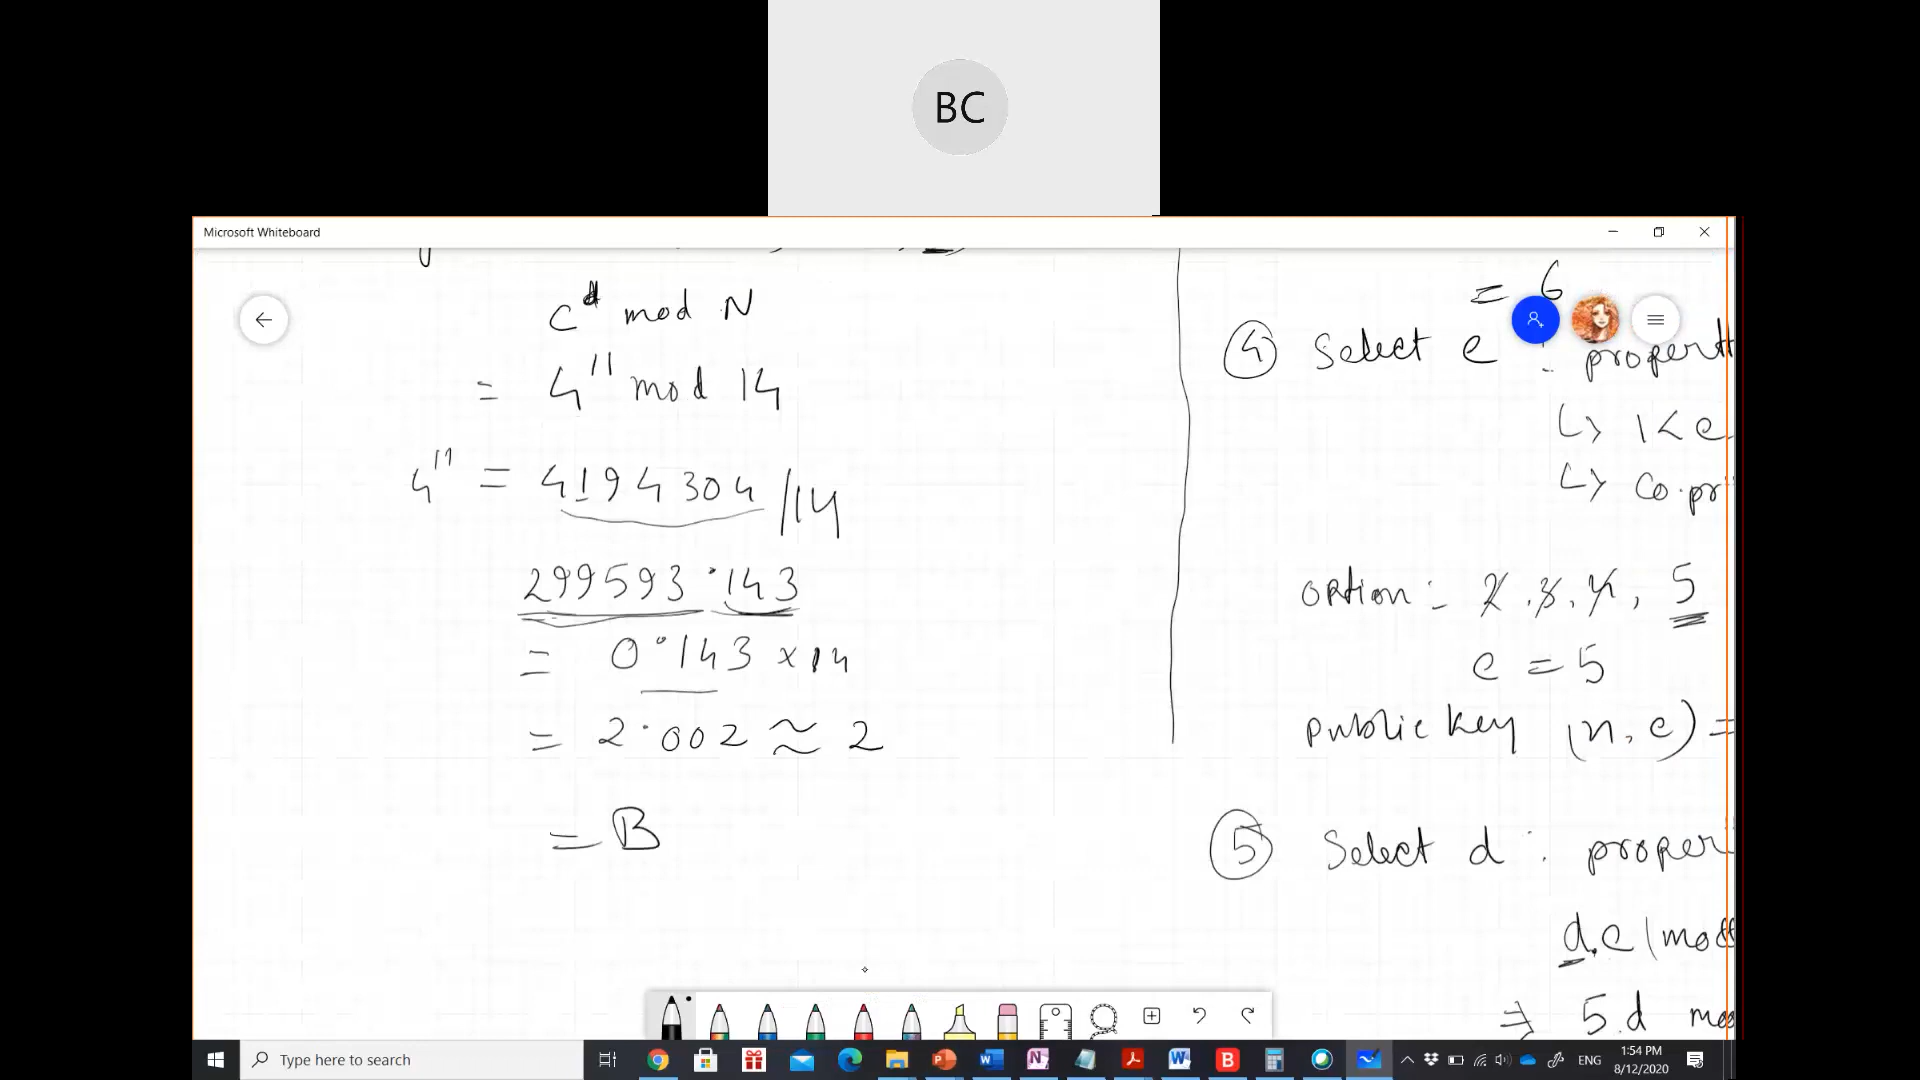 BC
Microsoft Whiteboard
c^d mod N
= 4^11 mod 14
4^11 = 4194304 /14
299593.143
= 0.143 x 14
= 2.002 ≈ 2
= B
= 6
④ Select e : propert
↳ 1<e
↳ Co.pr
option:- 2, 3, 4, 5
e = 5
public key (n, e) =
⑤ Select d : proper
d.e (mod
⇒ 5.d mo
Type here to search
ENG
1:54 PM
8/12/2020